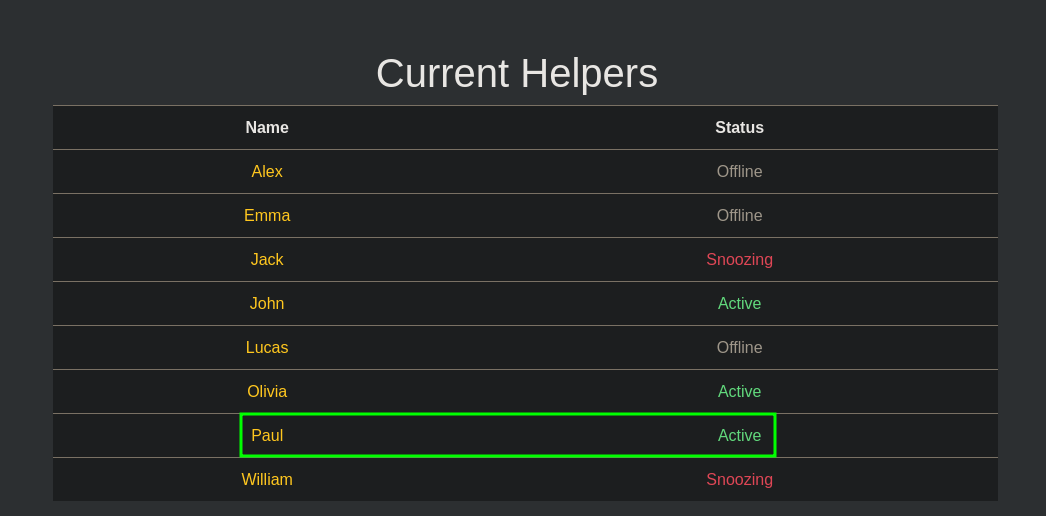 Current Helpers
Name Status
Alex Offline
Emma Offline
Jack Snoozing
John Active
Lucas Offline
Olivia Active
Paul Active
William Snoozing